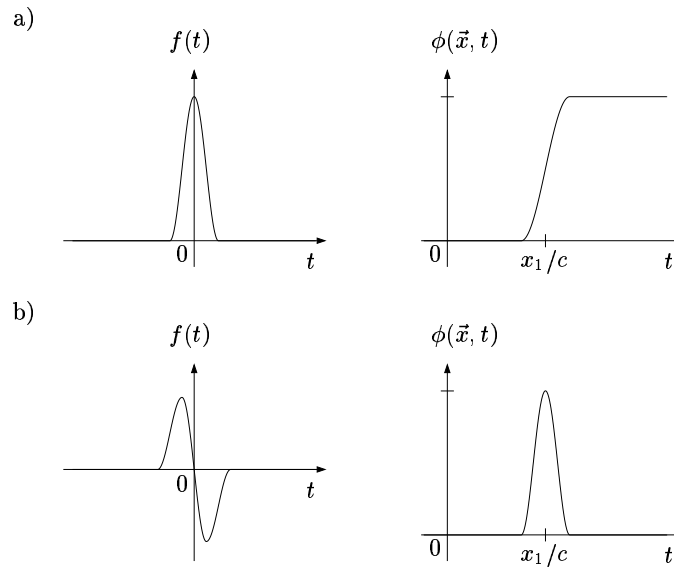 a)
f(t)
0
t
ϕ(x⃗, t)
0
x₁/c
t
b)
f(t)
0
t
ϕ(x⃗, t)
0
x₁/c
t